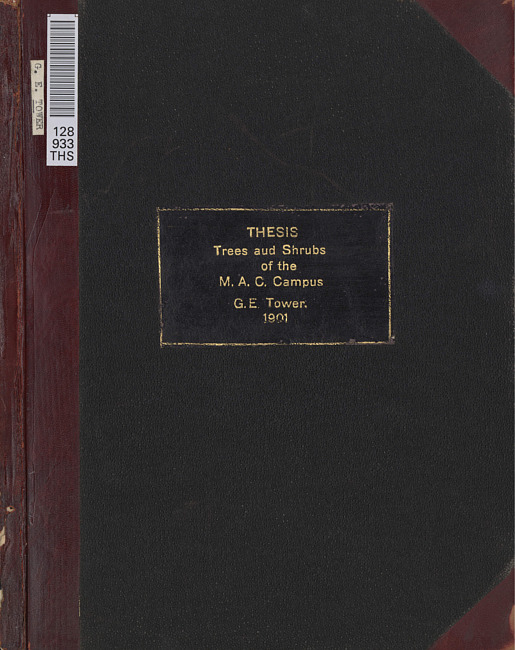 G. E. TOWER
128
933
THS
THESIS
Trees aud Shrubs
of the
M. A. C. Campus
G.E. Tower.
1901